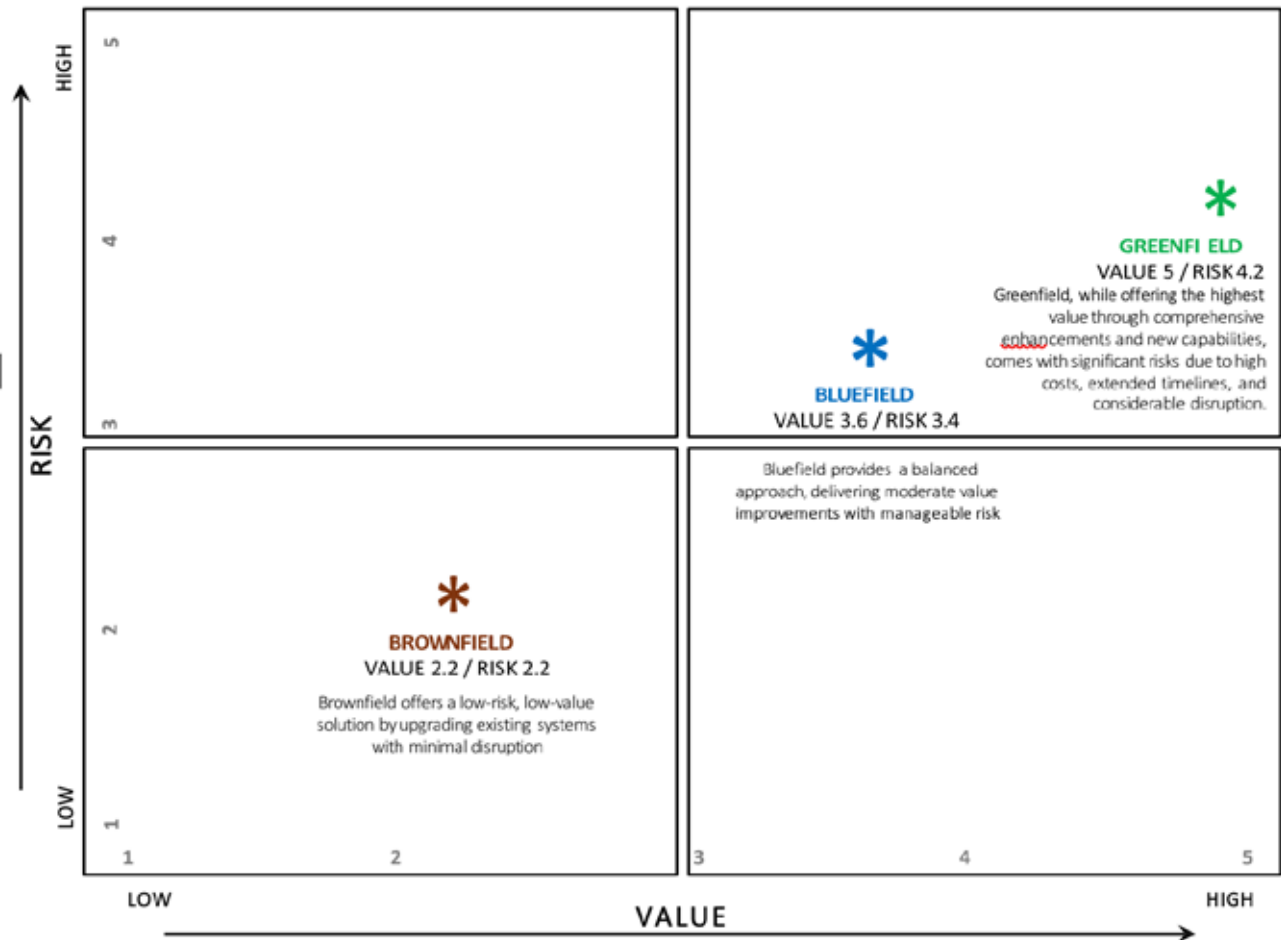 HIGH
5
4
3
RISK
2
1
LOW
*
GREENFI ELD
VALUE 5 / RISK 4.2
Greenfield, while offering the highest
value through comprehensive
enhancements and new capabilities,
comes with significant risks due to high
costs, extended timelines, and
considerable disruption.
*
BLUEFIELD
VALUE 3.6 / RISK 3.4
Bluefield provides a balanced
approach, delivering moderate value
improvements with manageable risk
*
BROWNFIELD
VALUE 2.2 / RISK 2.2
Brownfield offers a low-risk, low-value
solution by upgrading existing systems
with minimal disruption
1 2 3 4 5
LOW HIGH
VALUE